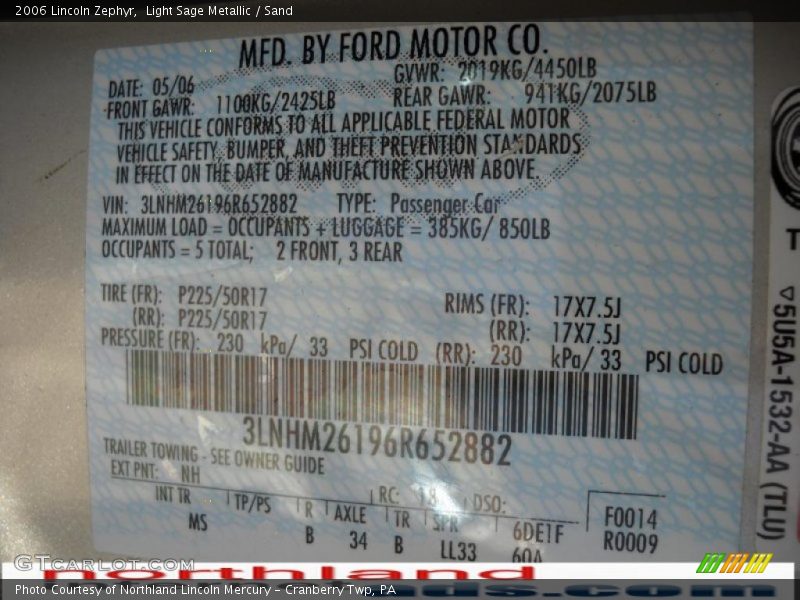 2006 Lincoln Zephyr, Light Sage Metallic / Sand
MFD. BY FORD MOTOR CO.
DATE: 05/06 GVWR: 2019KG/4450LB
FRONT GAWR: 1100KG/2425LB REAR GAWR: 941KG/2075LB
THIS VEHICLE CONFORMS TO ALL APPLICABLE FEDERAL MOTOR
VEHICLE SAFETY, BUMPER, AND THEFT PREVENTION STANDARDS
IN EFFECT ON THE DATE OF MANUFACTURE SHOWN ABOVE.
VIN: 3LNHM26196R652882 TYPE: Passenger Car
MAXIMUM LOAD = OCCUPANTS + LUGGAGE = 385KG/ 850LB
OCCUPANTS = 5 TOTAL; 2 FRONT, 3 REAR
TIRE (FR): P225/50R17 RIMS (FR): 17X7.5J
(RR): P225/50R17 (RR): 17X7.5J
PRESSURE (FR): 230 kPa/ 33 PSI COLD (RR): 230 kPa/ 33 PSI COLD
3LNHM26196R652882
TRAILER TOWING - SEE OWNER GUIDE
EXT PNT: NH RC: 18 DSO:
INT TR TP/PS R AXLE TR SPR 6DE1F F0014
MS B 34 B LL33 60A R0009
T
5U5A-1532-AA (TLU)
GTCarLot.com
northland
Photo Courtesy of Northland Lincoln Mercury – Cranberry Twp, PA
ds.com